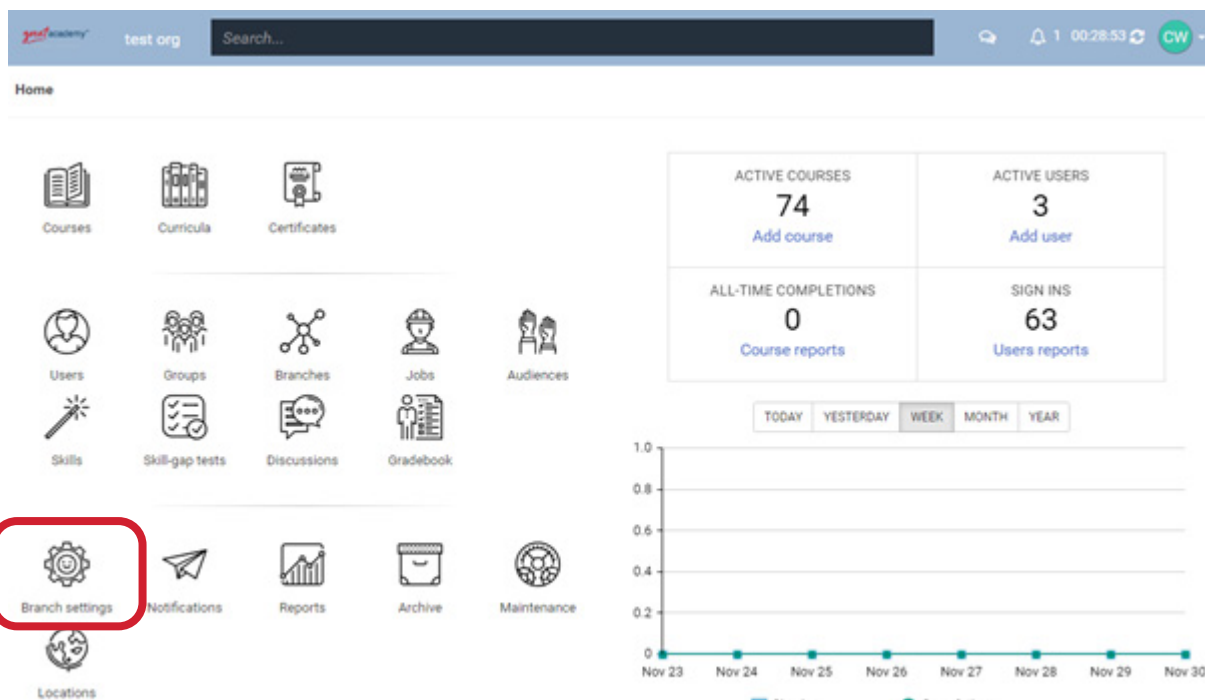 great academy
test org
Search...
1 00:28:53
CW
Home
Courses
Curricula
Certificates
Users
Groups
Branches
Jobs
Audiences
Skills
Skill-gap tests
Discussions
Gradebook
Branch settings
Notifications
Reports
Archive
Maintenance
Locations
ACTIVE COURSES
74
Add course
ACTIVE USERS
3
Add user
ALL-TIME COMPLETIONS
0
Course reports
SIGN INS
63
Users reports
TODAY YESTERDAY WEEK MONTH YEAR
1.0
0.8
0.6
0.4
0.2
0
Nov 23 Nov 24 Nov 25 Nov 26 Nov 27 Nov 28 Nov 29 Nov 30